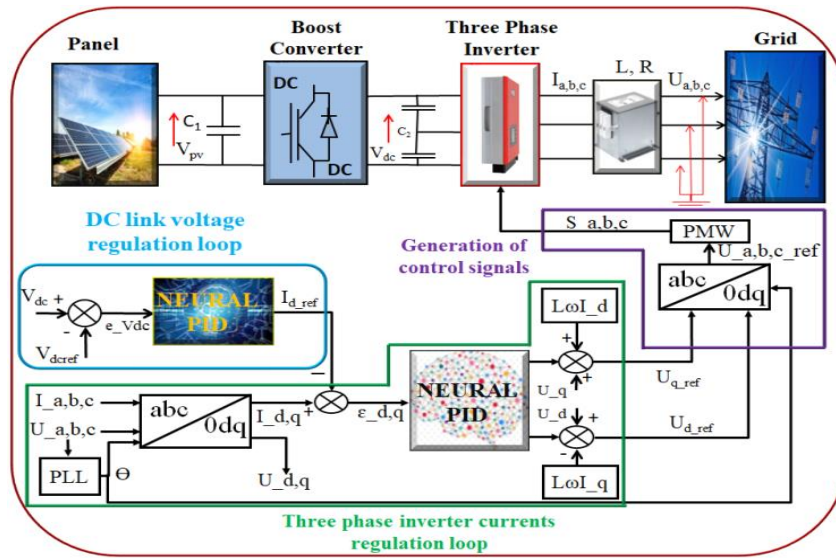 Panel
Boost
Converter
Three Phase
Inverter
Grid
DC
DC
C1
Vpv
C2
Vdc
I a,b,c
L, R
U a,b,c
DC link voltage
regulation loop
Generation of
control signals
S_a,b,c
PMW
U_a,b,c_ref
abc
0dq
Vdc +
-
Vdcref
e_Vdc
NEURAL
PID
Id_ref
I_a,b,c
U_a,b,c
PLL
Θ
abc
0dq
I_d,q
U_d,q
+
−
ε_d,q
NEURAL
PID
LωI_d
+
+
U_q
U_d
+
-
LωI_q
Uq_ref
Ud_ref
Three phase inverter currents
regulation loop